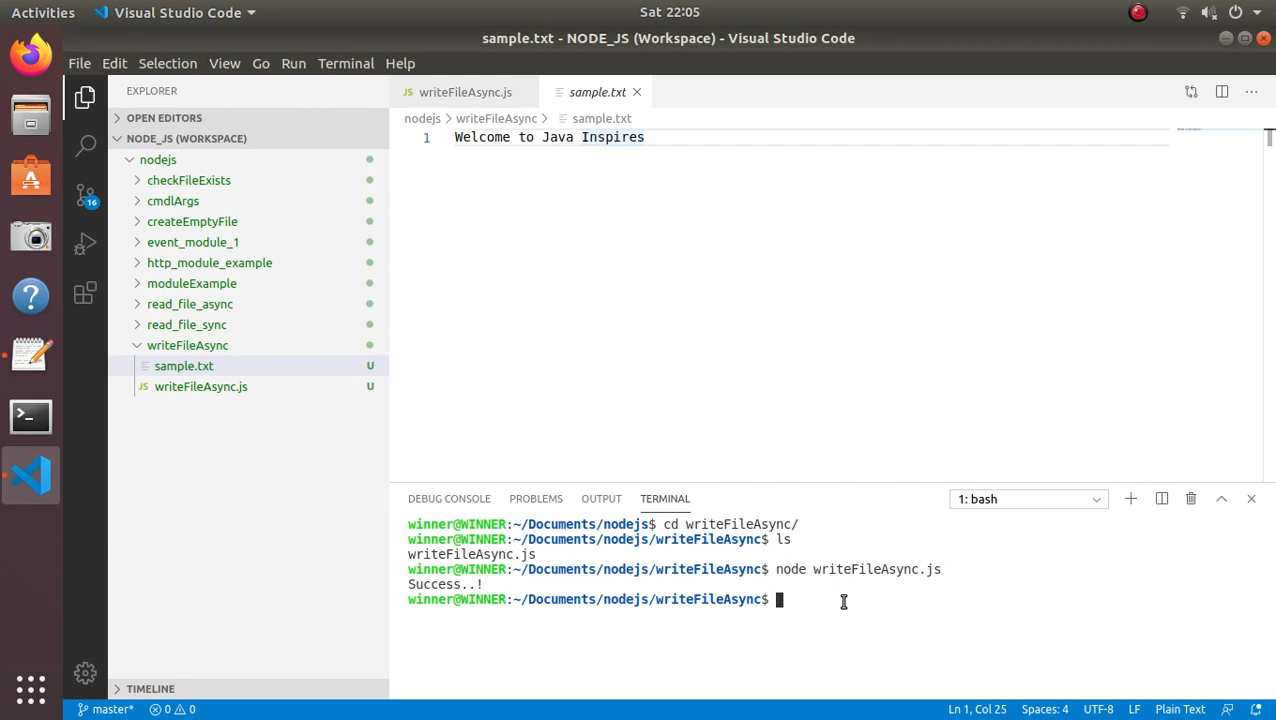 Activities Visual Studio Code Sat 22:05
sample.txt - NODE_JS (Workspace) - Visual Studio Code
File Edit Selection View Go Run Terminal Help
EXPLORER
OPEN EDITORS
NODE_JS (WORKSPACE)
nodejs
checkFileExists
cmdArgs
createEmptyFile
event_module_1
http_module_example
moduleExample
read_file_async
read_file_sync
writeFileAsync
sample.txt U
JS writeFileAsync.js U
TIMELINE
16
JS writeFileAsync.js sample.txt
nodejs writeFileAsync sample.txt
1 Welcome to Java Inspires
DEBUG CONSOLE PROBLEMS OUTPUT TERMINAL 1: bash
winner@WINNER:~/Documents/nodejs$ cd writeFileAsync/
winner@WINNER:~/Documents/nodejs/writeFileAsync$ ls
writeFileAsync.js
winner@WINNER:~/Documents/nodejs/writeFileAsync$ node writeFileAsync.js
Success..!
winner@WINNER:~/Documents/nodejs/writeFileAsync$
master* 0 0 Ln 1, Col 25 Spaces: 4 UTF-8 LF Plain Text